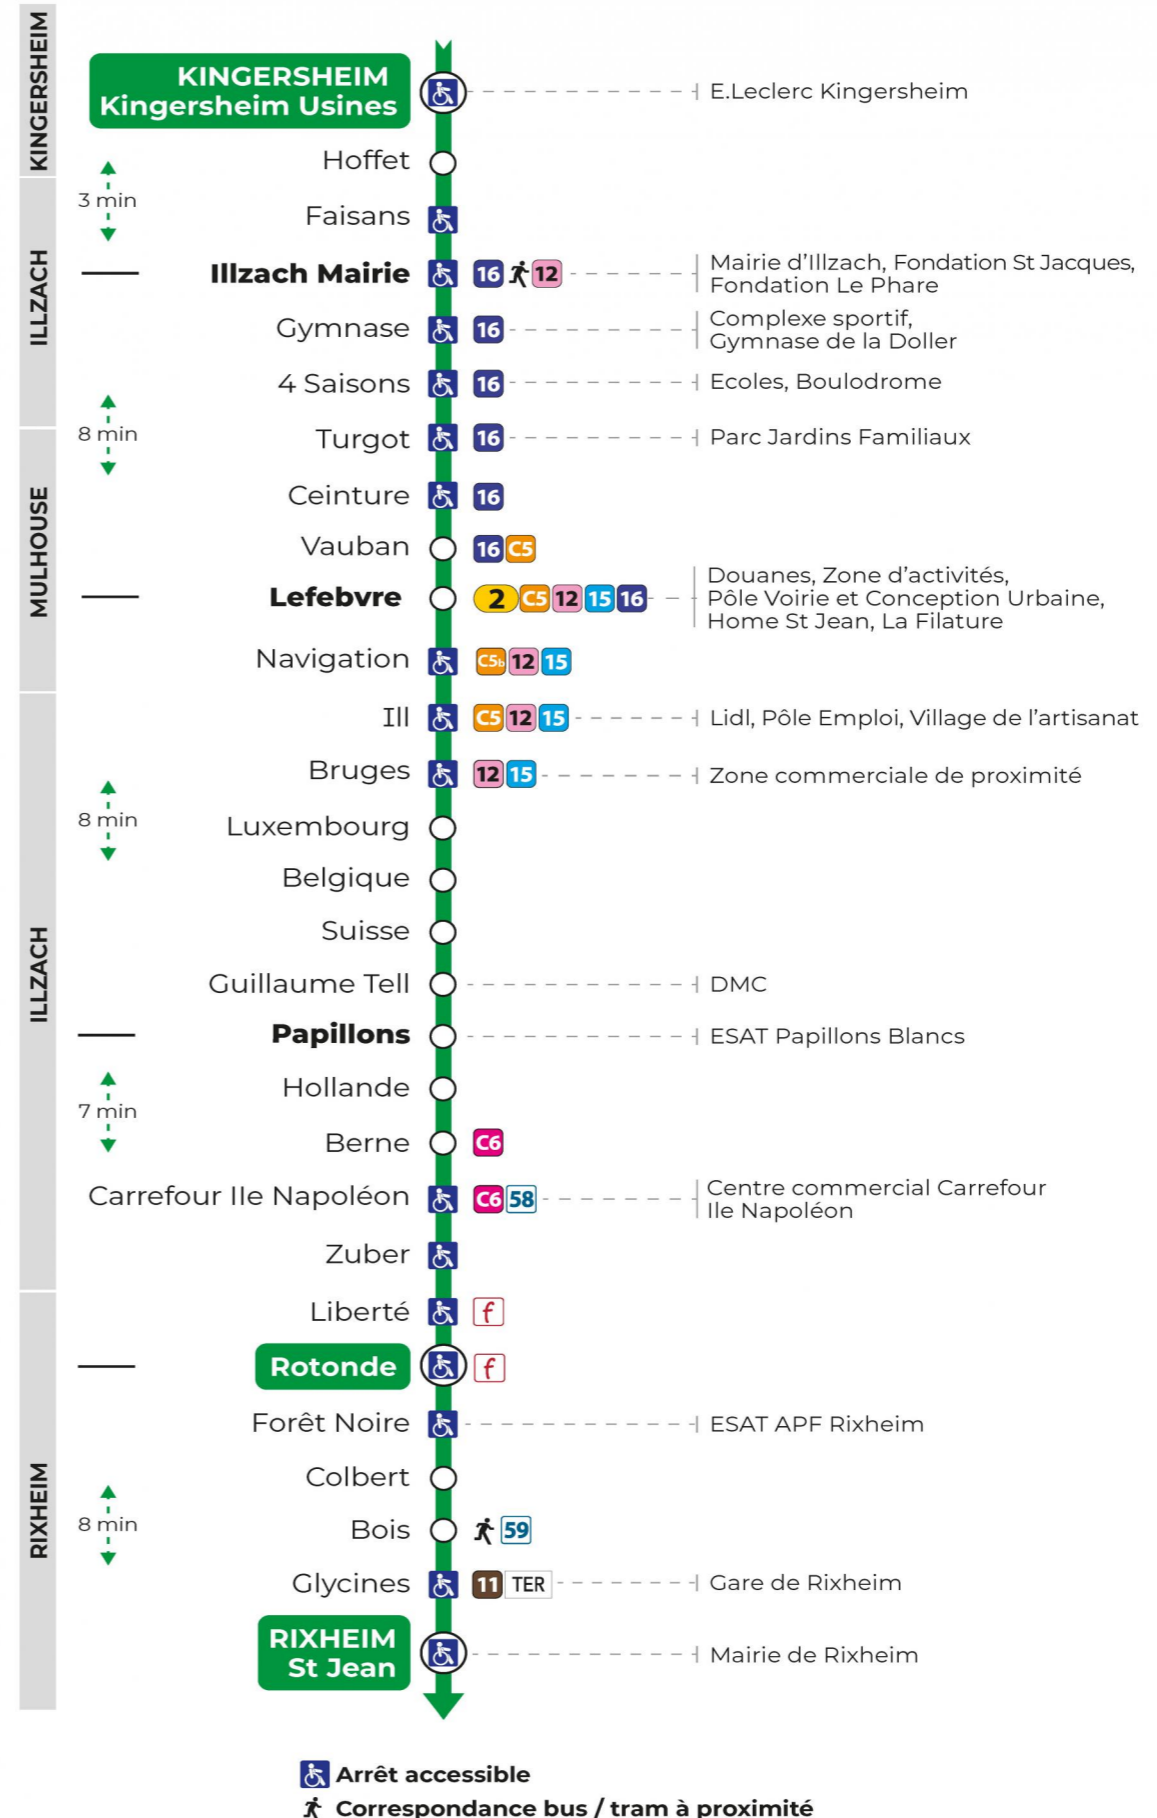 KINGERSHEIM
KINGERSHEIM
Kingersheim Usines
E.Leclerc Kingersheim
Hoffet
3 min
ILLZACH
Faisans
Illzach Mairie 16 12
Mairie d'Illzach, Fondation St Jacques,
Fondation Le Phare
Gymnase 16
Complexe sportif,
Gymnase de la Doller
4 Saisons 16 Ecoles, Boulodrome
8 min
MULHOUSE
Turgot 16 Parc Jardins Familiaux
Ceinture 16
Vauban 16 C5
Lefebvre 2 C5 12 15 16
Douanes, Zone d'activités,
Pôle Voirie et Conception Urbaine,
Home St Jean, La Filature
Navigation C5b 12 15
ILLZACH
Ill C5 12 15 Lidl, Pôle Emploi, Village de l'artisanat
Bruges 12 15 Zone commerciale de proximité
8 min
Luxembourg
Belgique
Suisse
Guillaume Tell DMC
Papillons ESAT Papillons Blancs
Hollande
7 min
Berne C6
Carrefour Ile Napoléon C6 58
Centre commercial Carrefour
Ile Napoléon
Zuber
RIXHEIM
Liberté f
Rotonde f
Forêt Noire ESAT APF Rixheim
Colbert
8 min
Bois 59
Glycines 11 TER Gare de Rixheim
RIXHEIM
St Jean
Mairie de Rixheim
Arrêt accessible
Correspondance bus / tram à proximité